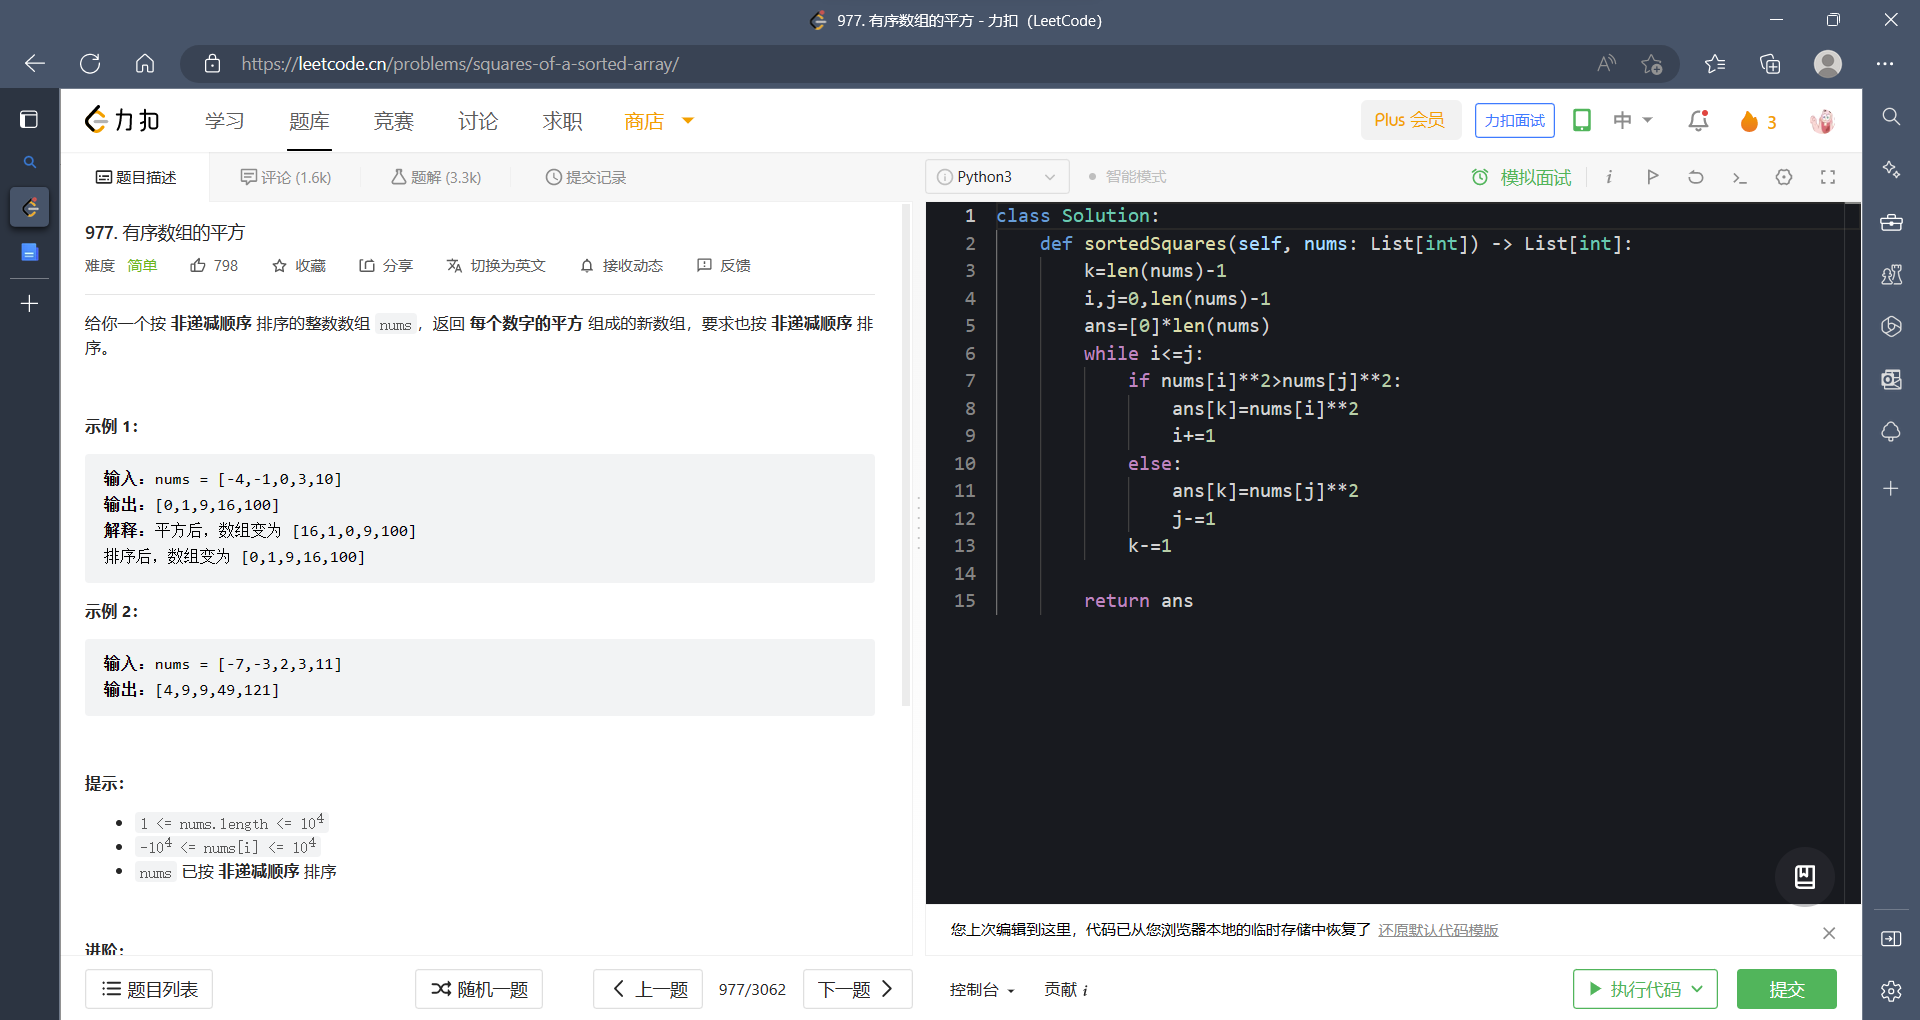 977. 有序数组的平方 - 力扣 (LeetCode)
https://leetcode.cn/problems/squares-of-a-sorted-array/
力扣 学习 题库 竞赛 讨论 求职 商店 Plus 会员 力扣面试 中 3
题目描述 评论 (1.6k) 题解 (3.3k) 提交记录
977. 有序数组的平方
难度 简单 798 收藏 分享 切换为英文 接收动态 反馈
给你一个按 非递减顺序 排序的整数数组 nums，返回 每个数字的平方 组成的新数组，要求也按 非递减顺序 排
序。
示例 1：
输入：nums = [-4,-1,0,3,10]
输出：[0,1,9,16,100]
解释：平方后，数组变为 [16,1,0,9,100]
排序后，数组变为 [0,1,9,16,100]
示例 2：
输入：nums = [-7,-3,2,3,11]
输出：[4,9,9,49,121]
提示：
• 1 <= nums.length <= 10⁴
• -10⁴ <= nums[i] <= 10⁴
• nums 已按 非递减顺序 排序
进阶：
题目列表 随机一题 上一题 977/3062 下一题
Python3 智能模式 模拟面试
1 class Solution:
2     def sortedSquares(self, nums: List[int]) -> List[int]:
3         k=len(nums)-1
4         i,j=0,len(nums)-1
5         ans=[0]*len(nums)
6         while i<=j:
7             if nums[i]**2>nums[j]**2:
8                 ans[k]=nums[i]**2
9                 i+=1
10             else:
11                 ans[k]=nums[j]**2
12                 j-=1
13             k-=1
14
15         return ans
您上次编辑到这里，代码已从您浏览器本地的临时存储中恢复了 还原默认代码模版
控制台 贡献 i 执行代码 提交